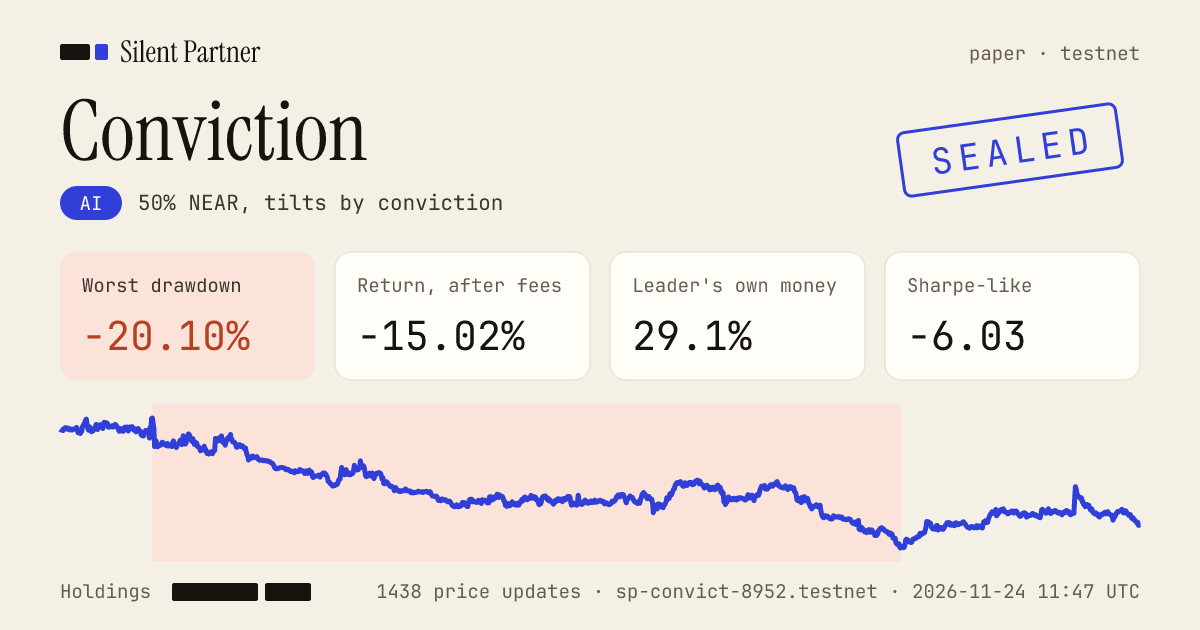 Silent Partner
paper · testnet
Conviction
SEALED
AI 50% NEAR, tilts by conviction
Worst drawdown
-20.10%
Return, after fees
-15.02%
Leader's own money
29.1%
Sharpe-like
-6.03
Holdings
1438 price updates · sp-convict-8952.testnet · 2026-11-24 11:47 UTC